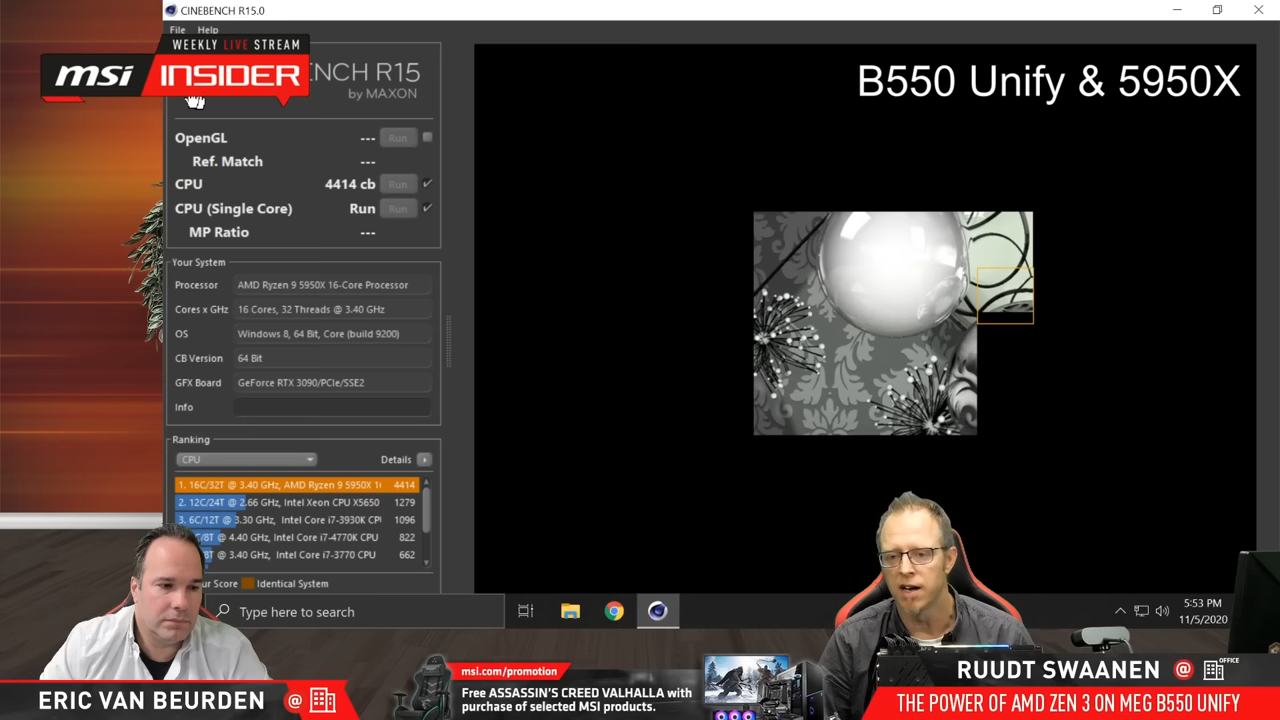 CINEBENCH R15.0
File Help
WEEKLY LIVE STREAM
msi INSIDER
ENCH R15
by MAXON
B550 Unify & 5950X
OpenGL --- Run
Ref. Match ---
CPU 4414 cb Run
CPU (Single Core) Run Run
MP Ratio ---
Your System
Processor AMD Ryzen 9 5950X 16-Core Processor
Cores x GHz 16 Cores, 32 Threads @ 3.40 GHz
OS Windows 8, 64 Bit, Core (build 9200)
CB Version 64 Bit
GFX Board GeForce RTX 3090/PCIe/SSE2
Info
Ranking
CPU Details
1. 16C/32T @ 3.40 GHz, AMD Ryzen 9 5950X 1 4414
2. 12C/24T @ 2.66 GHz, Intel Xeon CPU X5650 1279
3. 6C/12T @ 3.30 GHz, Intel Core i7-3930K CP 1096
/8T @ 4.40 GHz, Intel Core i7-4770K CPU 822
@ 3.40 GHz, Intel Core i7-3770 CPU 662
ur Score Identical System
Type here to search
5:53 PM
11/5/2020
ERIC VAN BEURDEN @
msi.com/promotion
Free ASSASSIN'S CREED VALHALLA with
purchase of selected MSI products.
RUUDT SWAANEN @ OFFICE
THE POWER OF AMD ZEN 3 ON MEG B550 UNIFY